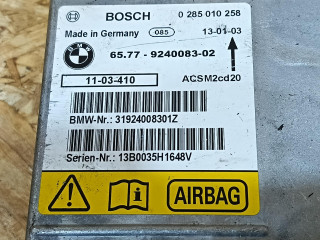 BOSCH 0 285 010 258
Made in Germany 085 13-01-03
BMW 65.77 - 9240083-02
11-03-410 ACSM2cd20
BMW-Nr.: 31924008301Z
Serien-Nr.: 13B0035H1648V
AIRBAG